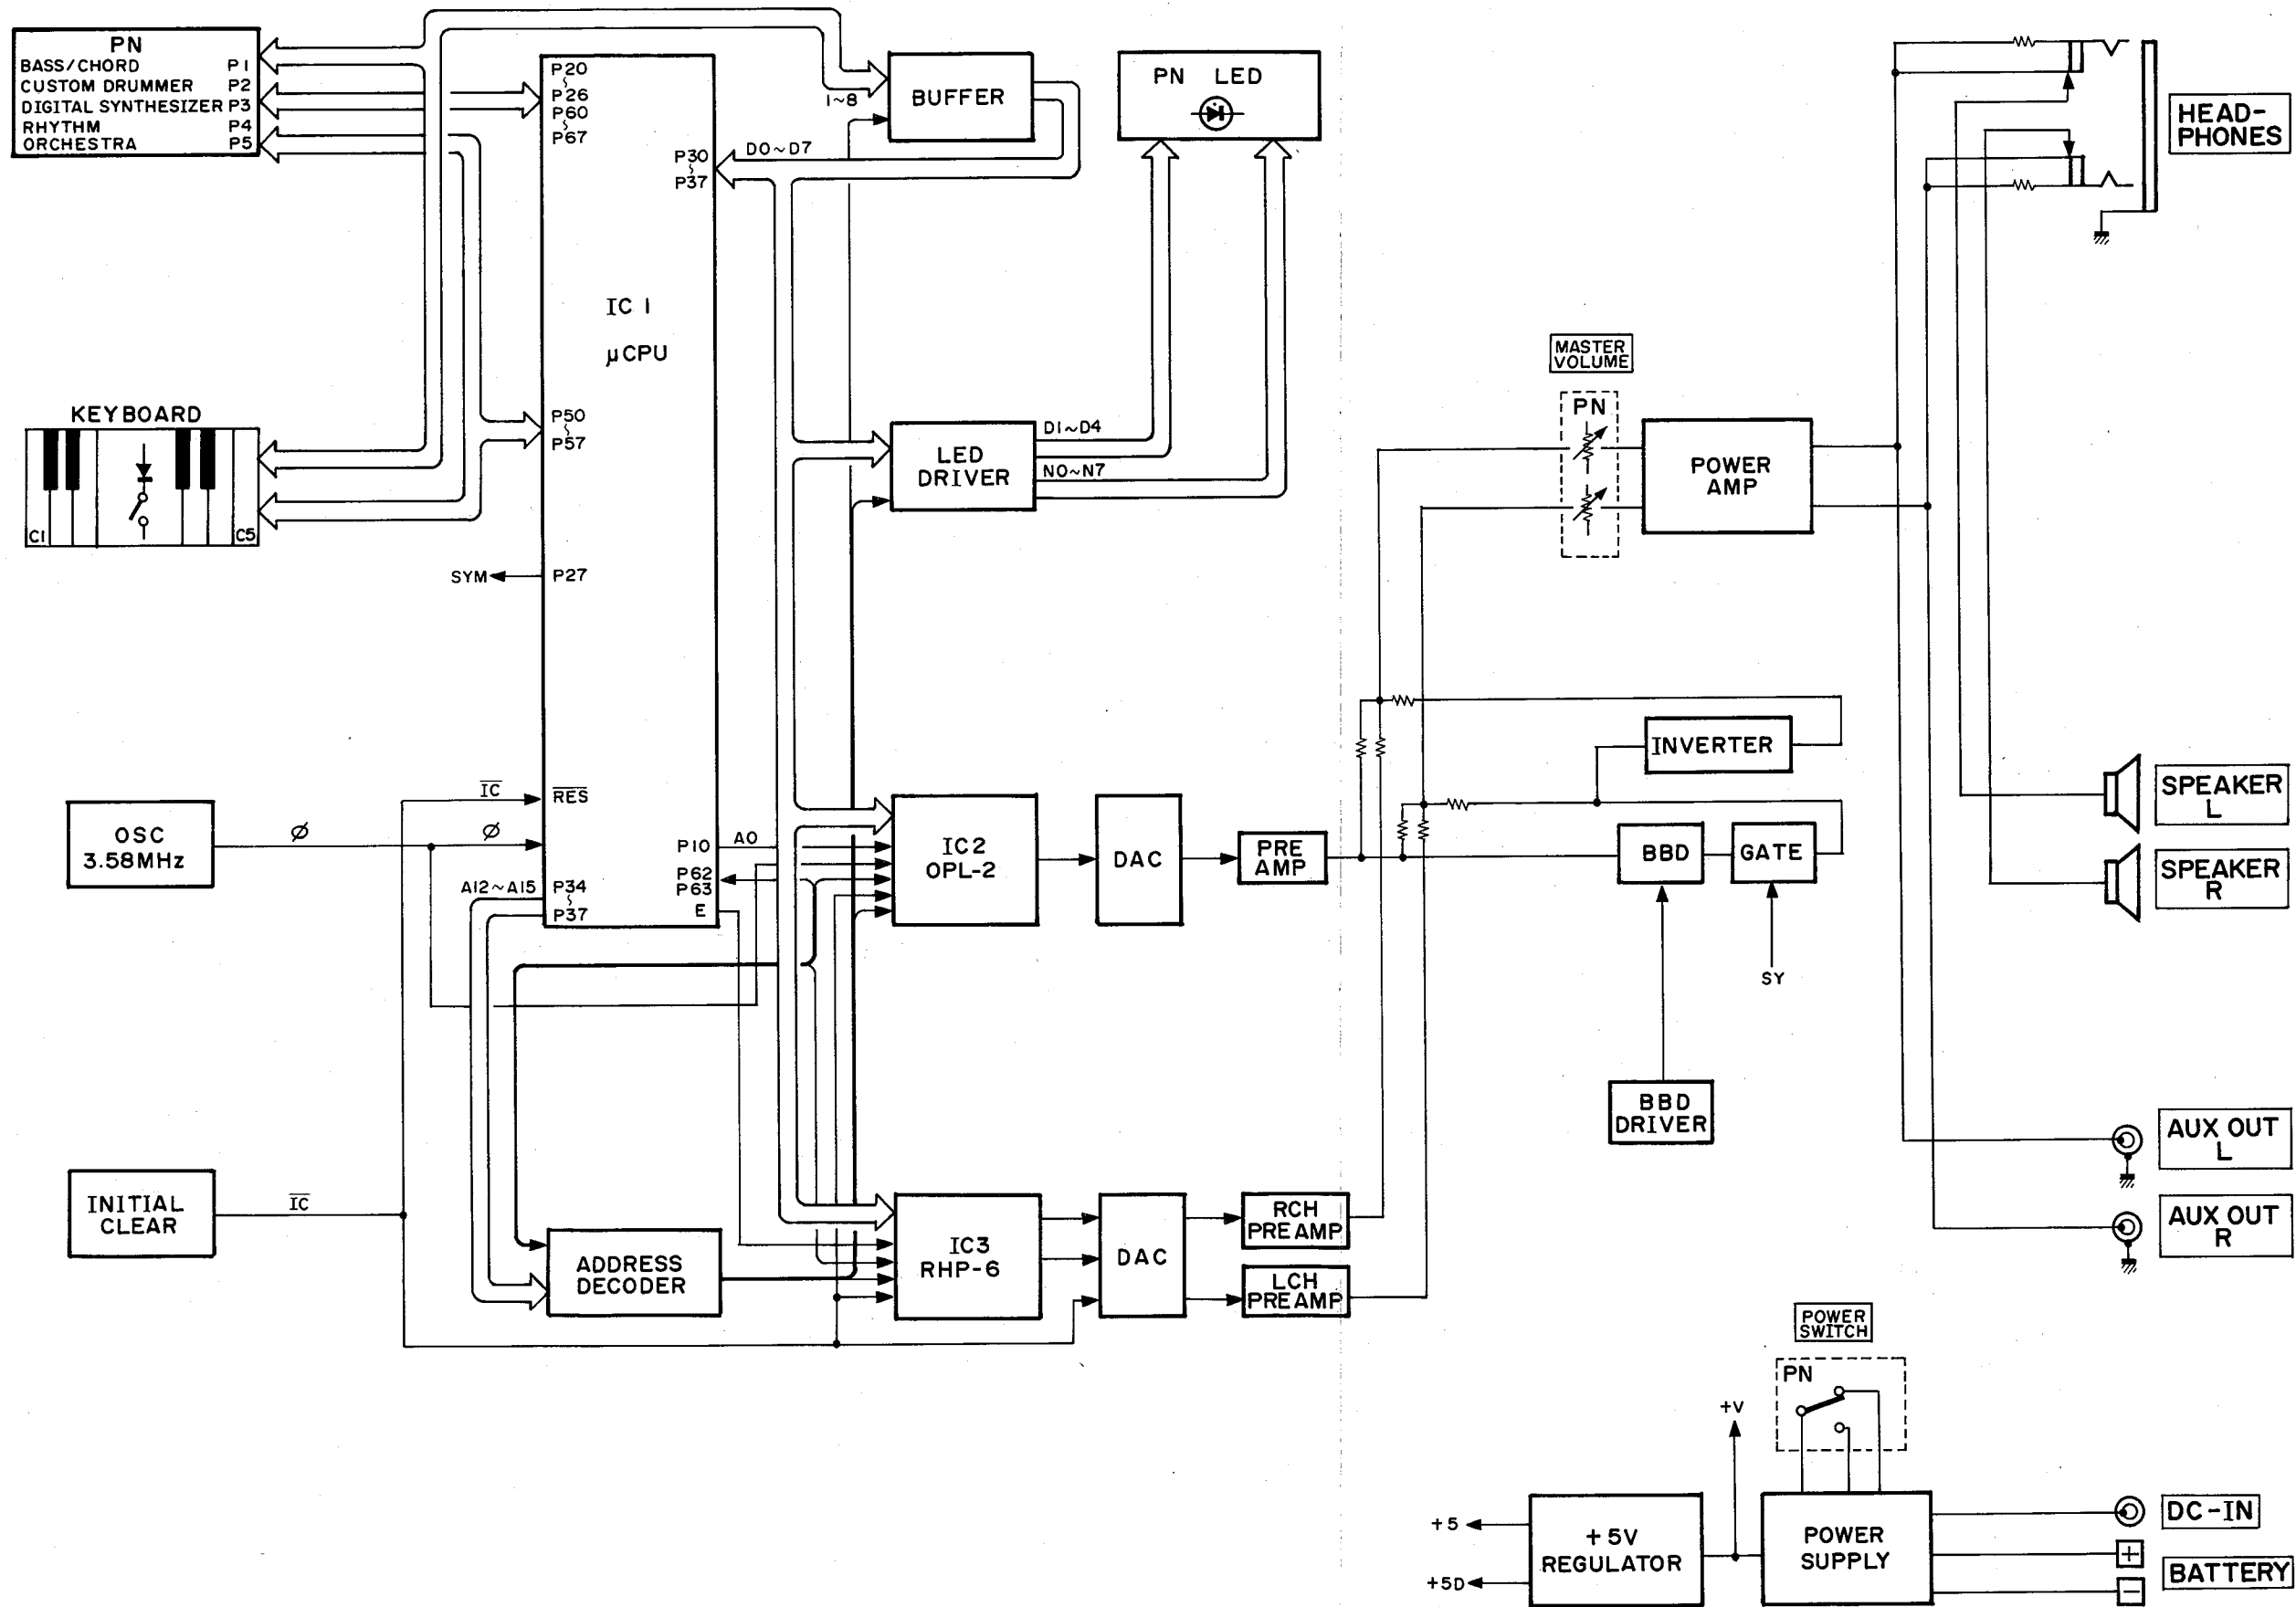 PN
BASS/CHORD P1
CUSTOM DRUMMER P2
DIGITAL SYNTHESIZER P3
RHYTHM P4
ORCHESTRA P5
KEYBOARD
C1 C5
OSC
3.58MHz
INITIAL
CLEAR
IC
Ø
IC
Ø
A12~A15
SYM
P20
~
P26
P60
~
P67
P30
~
P37
IC 1
µCPU
P50
~
P57
P27
RES
P10
P62
P63
E
P34
~
P37
A0
D0~D7
1~8
BUFFER
PN LED
LED
DRIVER
D1~D4
N0~N7
IC2
OPL-2
DAC
PRE
AMP
ADDRESS
DECODER
IC3
RHP-6
DAC
RCH
PREAMP
LCH
PREAMP
MASTER
VOLUME
PN
POWER
AMP
INVERTER
BBD
GATE
SY
BBD
DRIVER
HEAD-
PHONES
SPEAKER
L
SPEAKER
R
AUX OUT
L
AUX OUT
R
POWER
SWITCH
PN
+V
+5
+5D
+5V
REGULATOR
POWER
SUPPLY
DC-IN
+
BATTERY
−